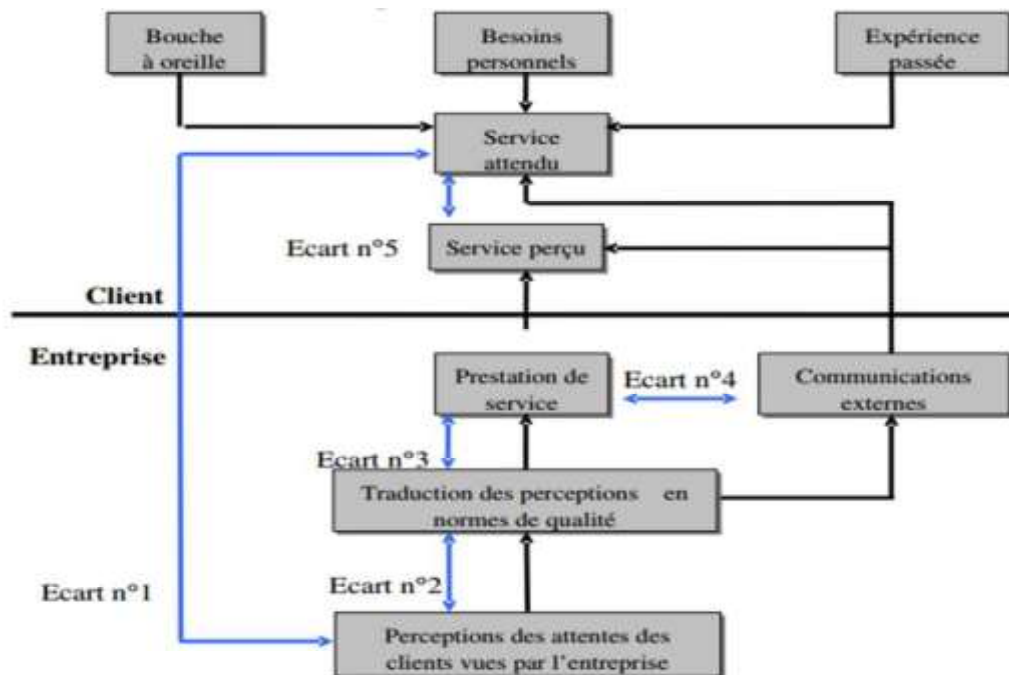 Bouche
à oreille
Besoins
personnels
Expérience
passée
Service
attendu
Ecart n°5
Service perçu
Client
Entreprise
Prestation de
service
Ecart n°4
Communications
externes
Ecart n°3
Traduction des perceptions en
normes de qualité
Ecart n°2
Ecart n°1
Perceptions des attentes des
clients vues par l'entreprise